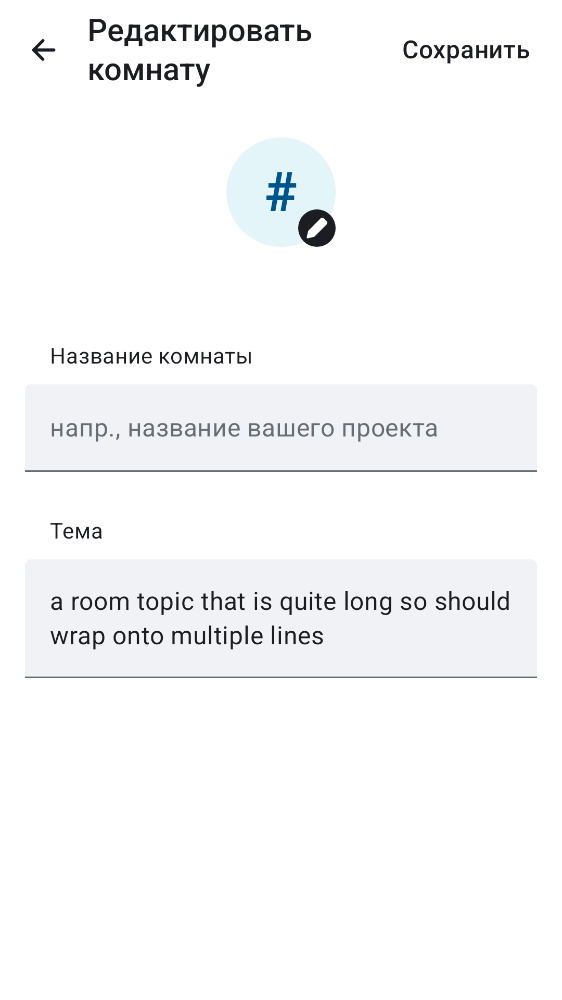 Редактировать
комнату
Сохранить
#
Название комнаты
напр., название вашего проекта
Тема
a room topic that is quite long so should
wrap onto multiple lines